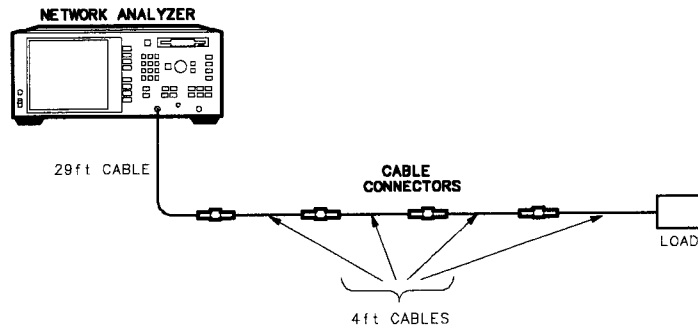 NETWORK ANALYZER
29ft CABLE
CABLE
CONNECTORS
LOAD
4ft CABLES